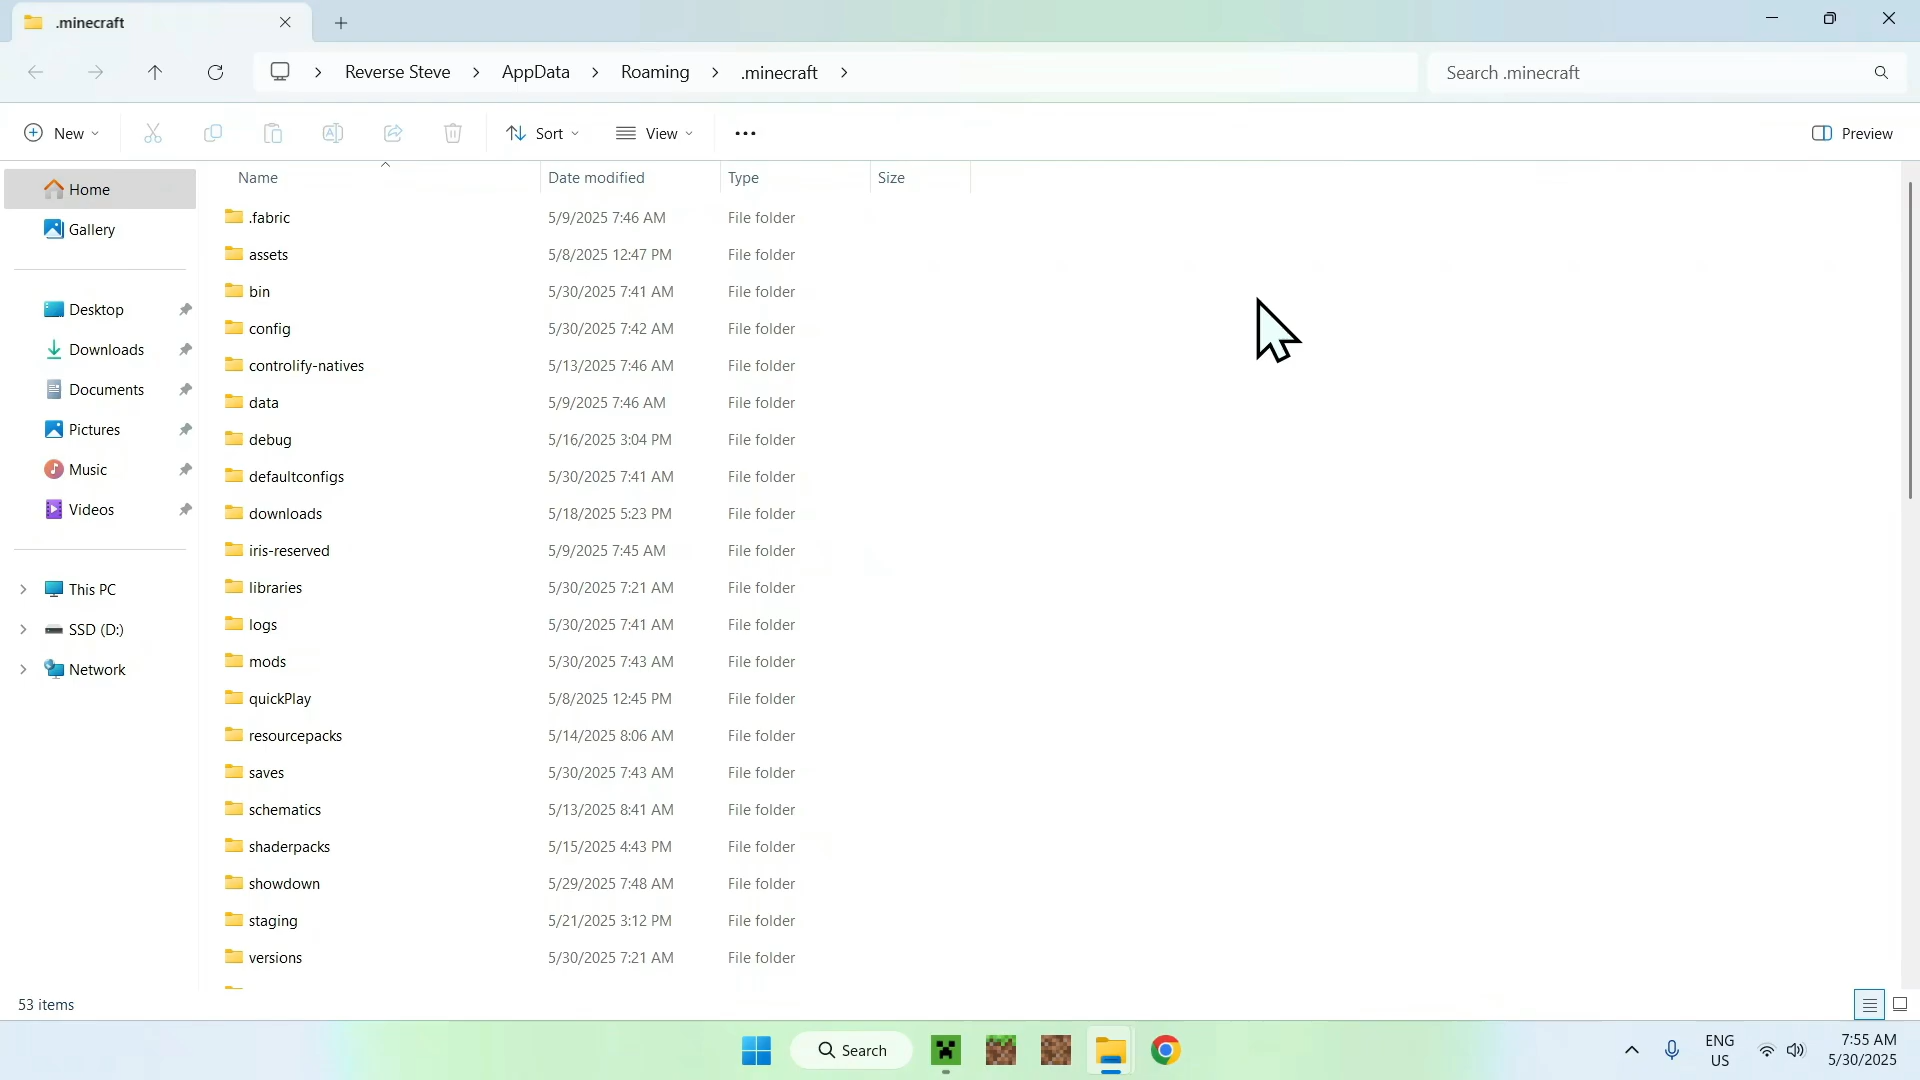 .minecraft
Reverse Steve > AppData > Roaming > .minecraft >
Search .minecraft
New
Sort
View
Preview
Name Date modified Type Size
Home
Gallery
Desktop
Downloads
Documents
Pictures
Music
Videos
This PC
SSD (D:)
Network
.fabric 5/9/2025 7:46 AM File folder
assets 5/8/2025 12:47 PM File folder
bin 5/30/2025 7:41 AM File folder
config 5/30/2025 7:42 AM File folder
controlify-natives 5/13/2025 7:46 AM File folder
data 5/9/2025 7:46 AM File folder
debug 5/16/2025 3:04 PM File folder
defaultconfigs 5/30/2025 7:41 AM File folder
downloads 5/18/2025 5:23 PM File folder
iris-reserved 5/9/2025 7:45 AM File folder
libraries 5/30/2025 7:21 AM File folder
logs 5/30/2025 7:41 AM File folder
mods 5/30/2025 7:43 AM File folder
quickPlay 5/8/2025 12:45 PM File folder
resourcepacks 5/14/2025 8:06 AM File folder
saves 5/30/2025 7:43 AM File folder
schematics 5/13/2025 8:41 AM File folder
shaderpacks 5/15/2025 4:43 PM File folder
showdown 5/29/2025 7:48 AM File folder
staging 5/21/2025 3:12 PM File folder
versions 5/30/2025 7:21 AM File folder
53 items
Search
ENG
US
7:55 AM
5/30/2025